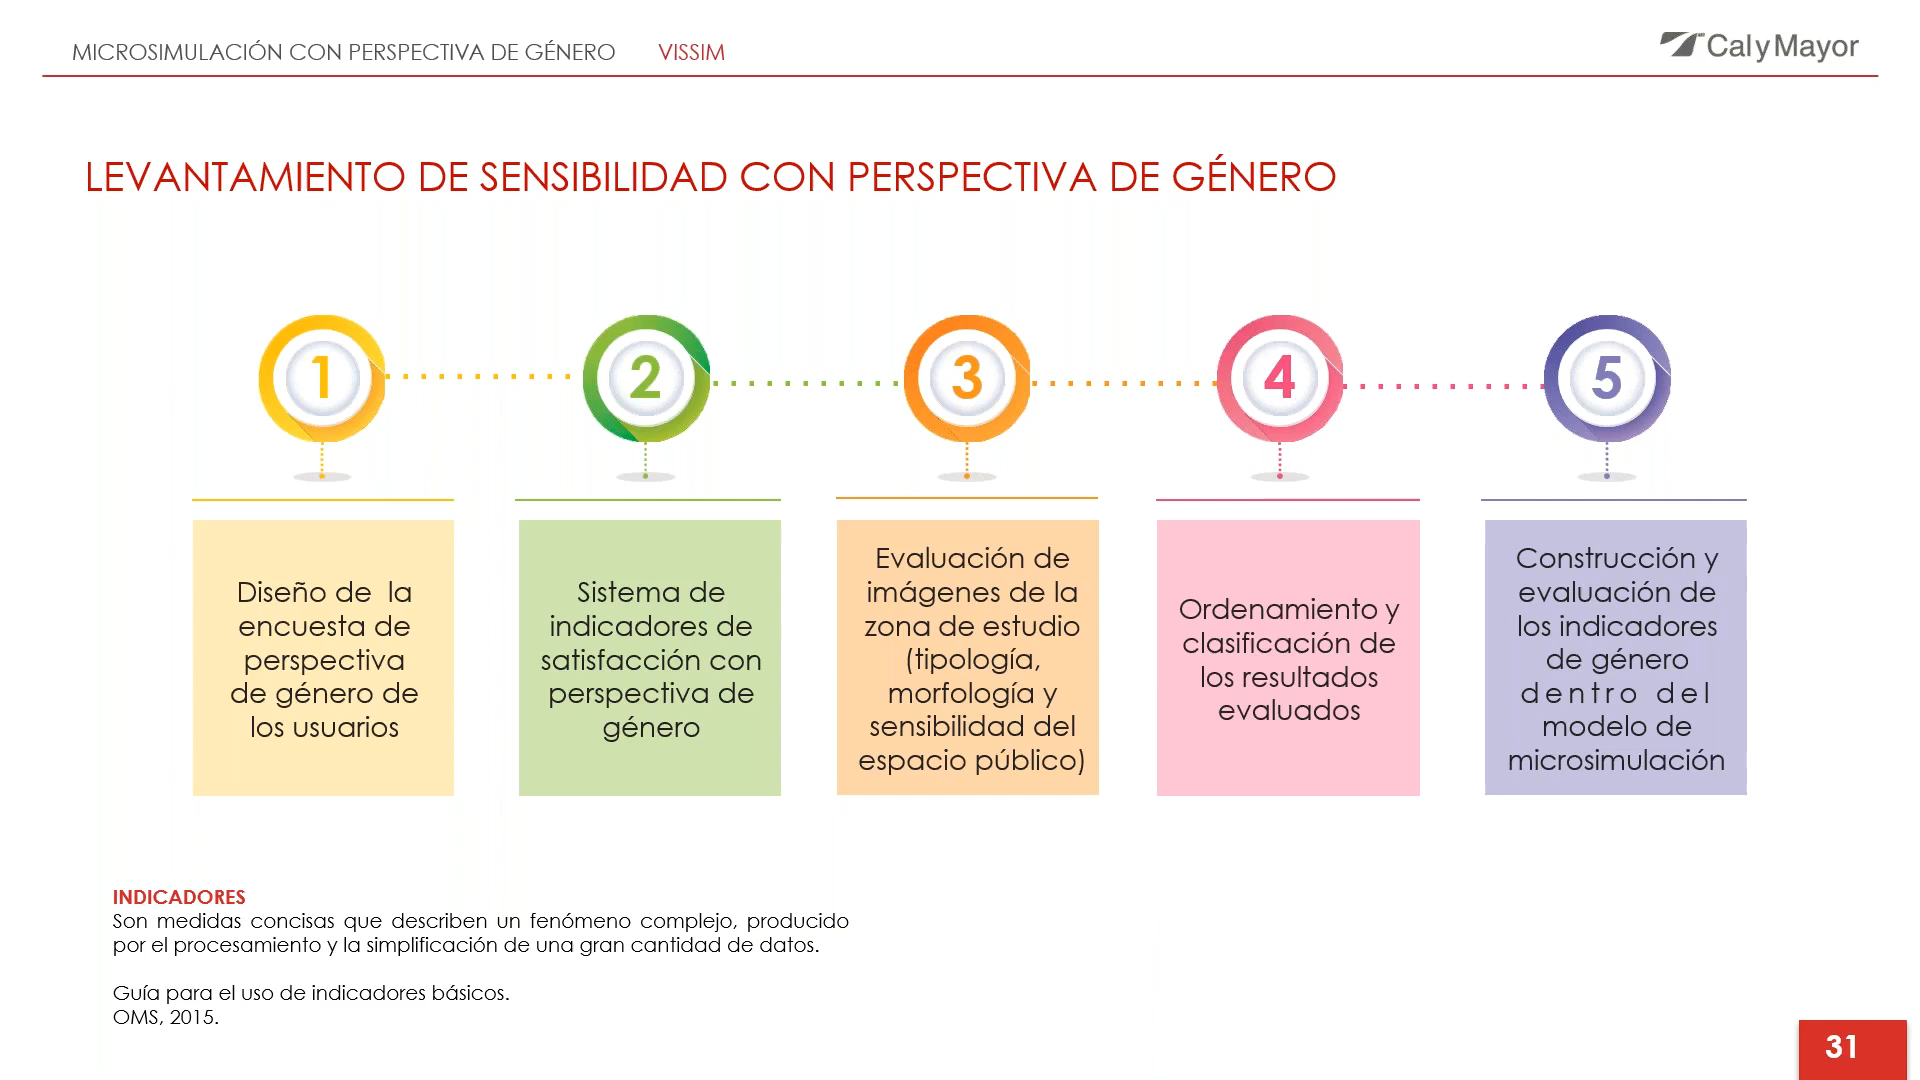 MICROSIMULACIÓN CON PERSPECTIVA DE GÉNERO VISSIM
CalyMayor
LEVANTAMIENTO DE SENSIBILIDAD CON PERSPECTIVA DE GÉNERO
1
2
3
4
5
Diseño de la
encuesta de
perspectiva
de género de
los usuarios
Sistema de
indicadores de
satisfacción con
perspectiva de
género
Evaluación de
imágenes de la
zona de estudio
(tipología,
morfología y
sensibilidad del
espacio público)
Ordenamiento y
clasificación de
los resultados
evaluados
Construcción y
evaluación de
los indicadores
de género
dentro del
modelo de
microsimulación
INDICADORES
Son medidas concisas que describen un fenómeno complejo, producido
por el procesamiento y la simplificación de una gran cantidad de datos.
Guía para el uso de indicadores básicos.
OMS, 2015.
31